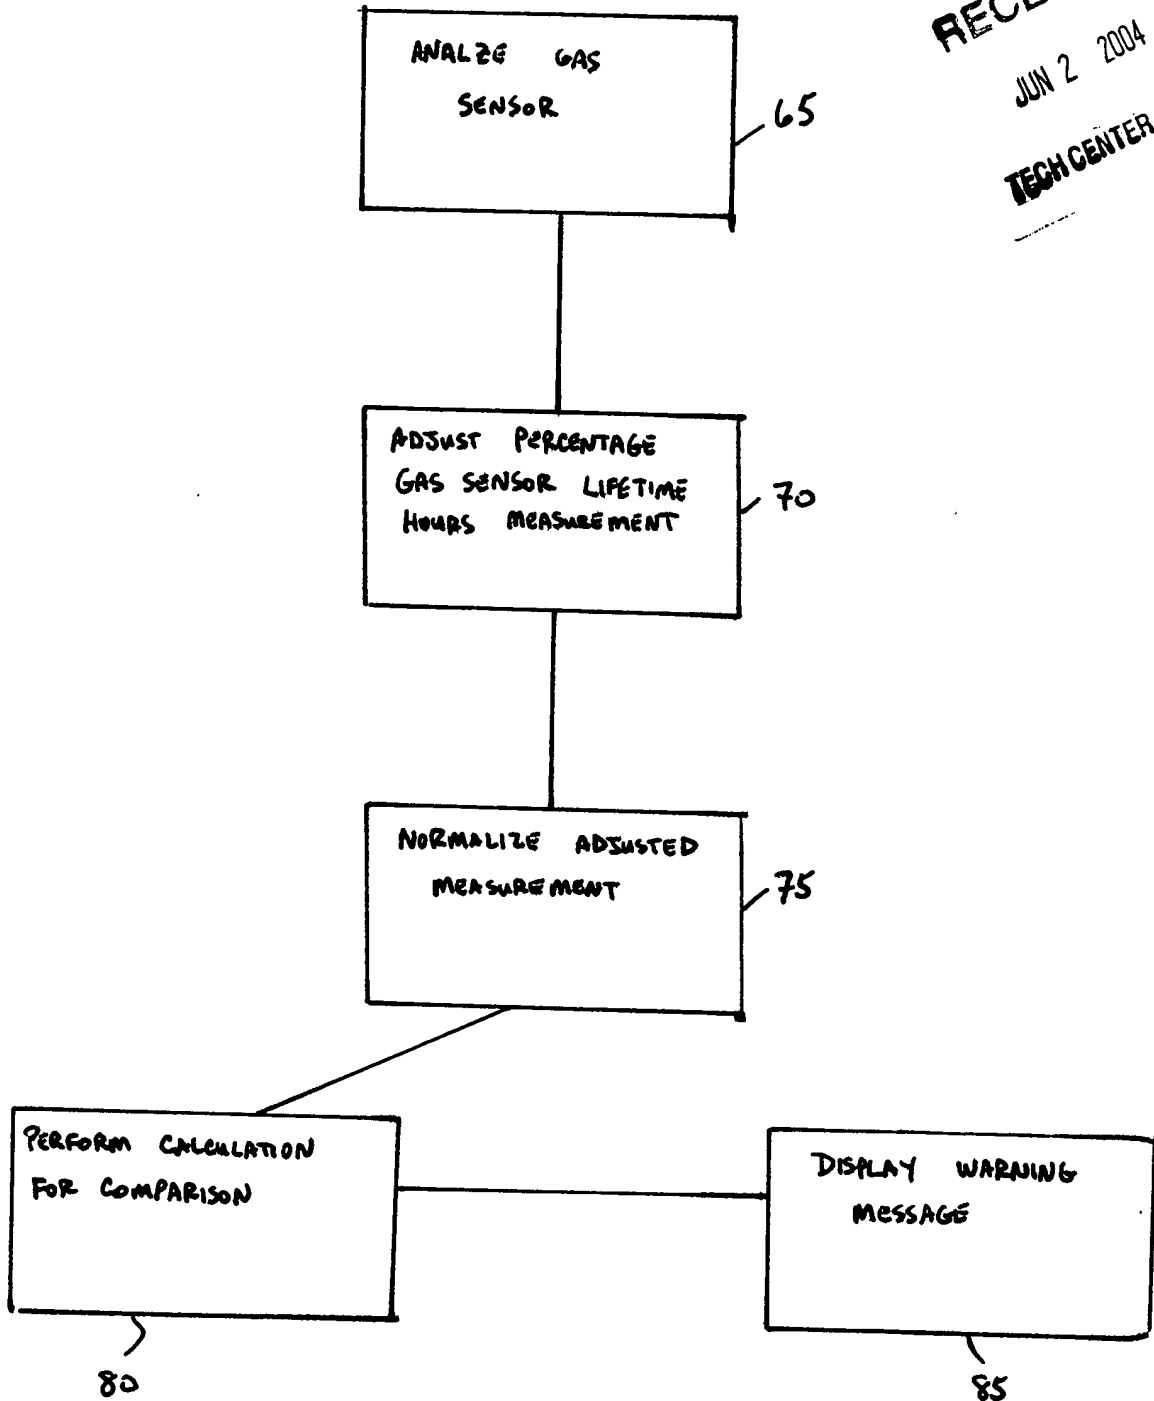 JUN 2 2004
TECH CENTER
ANALZE GAS
SENSOR
65
ADJUST PERCENTAGE
GAS SENSOR LIFETIME
HOURS MEASUREMENT
70
NORMALIZE ADJUSTED
MEASUREMENT
75
PERFORM CALCULATION
FOR COMPARISON
80
DISPLAY WARNING
MESSAGE
85